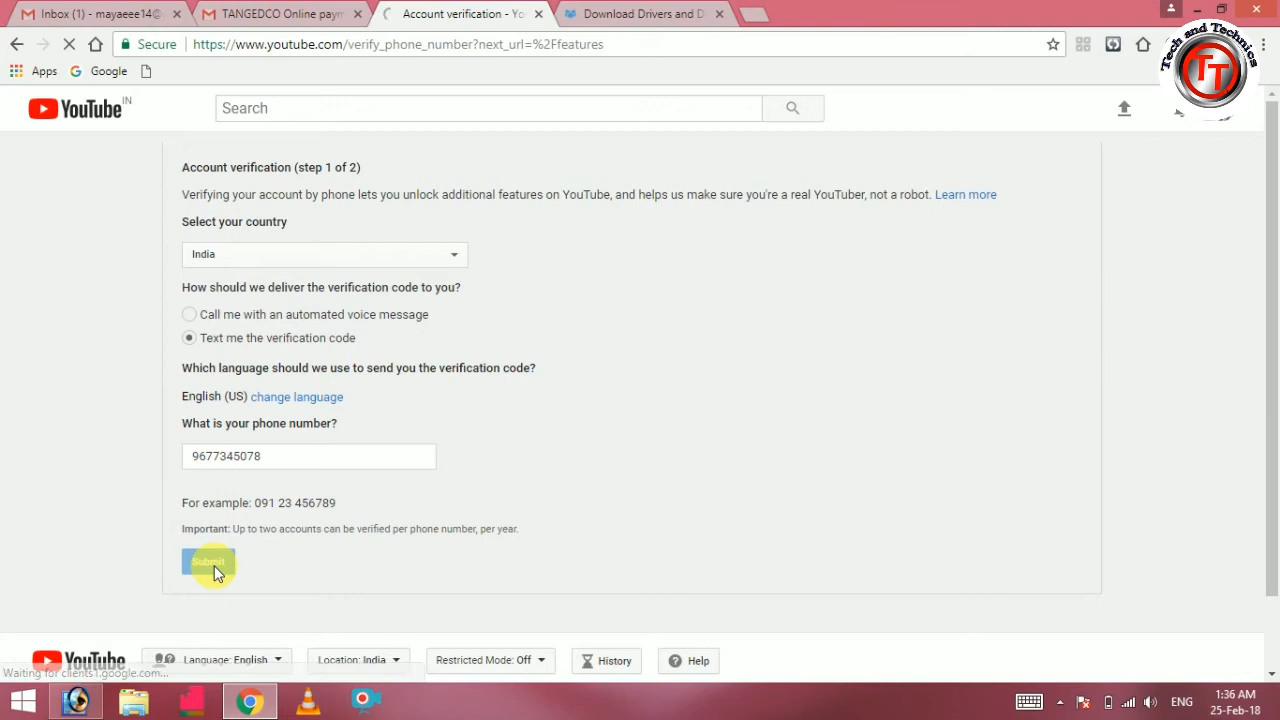 Inbox (1) - mayaeee14@
TANGEDCO Online paym
Account verification - Yo
Download Drivers and D
Secure https://www.youtube.com/verify_phone_number?next_url=%2Ffeatures
Apps Google
Tech and Technics
TT
YouTube IN
Search
Account verification (step 1 of 2)
Verifying your account by phone lets you unlock additional features on YouTube, and helps us make sure you're a real YouTuber, not a robot. Learn more
Select your country
India
How should we deliver the verification code to you?
Call me with an automated voice message
Text me the verification code
Which language should we use to send you the verification code?
English (US) change language
What is your phone number?
9677345078
For example: 091 23 456789
Important: Up to two accounts can be verified per phone number, per year.
Submit
YouTube Language: English Location: India Restricted Mode: Off History Help
Waiting for clients1.google.com...
ENG
1:36 AM
25-Feb-18